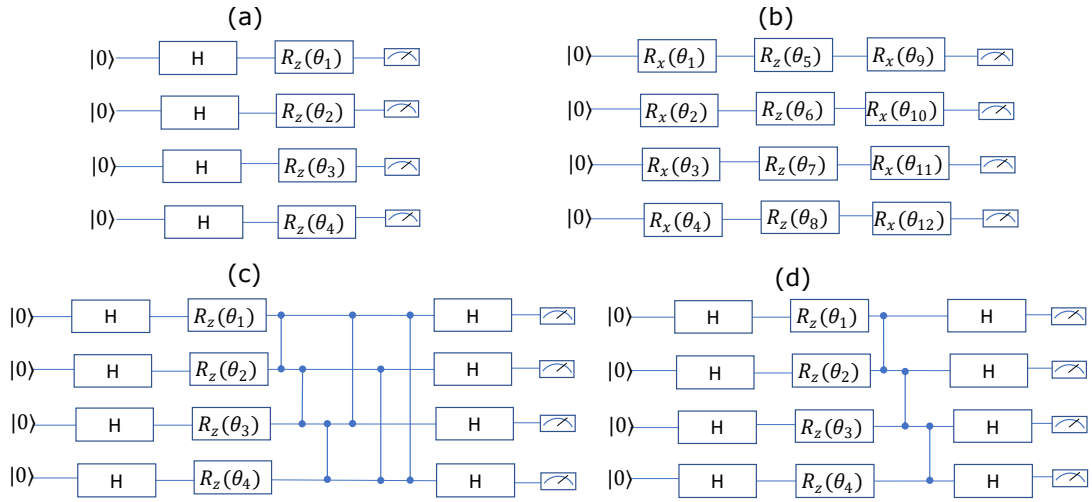 (a) (b)
|0⟩ H R_z(θ_1) |0⟩ R_x(θ_1) R_z(θ_5) R_x(θ_9)
|0⟩ H R_z(θ_2) |0⟩ R_x(θ_2) R_z(θ_6) R_x(θ_10)
|0⟩ H R_z(θ_3) |0⟩ R_x(θ_3) R_z(θ_7) R_x(θ_11)
|0⟩ H R_z(θ_4) |0⟩ R_x(θ_4) R_z(θ_8) R_x(θ_12)
(c) (d)
|0⟩ H R_z(θ_1) H |0⟩ H R_z(θ_1) H
|0⟩ H R_z(θ_2) H |0⟩ H R_z(θ_2) H
|0⟩ H R_z(θ_3) H |0⟩ H R_z(θ_3) H
|0⟩ H R_z(θ_4) H |0⟩ H R_z(θ_4) H